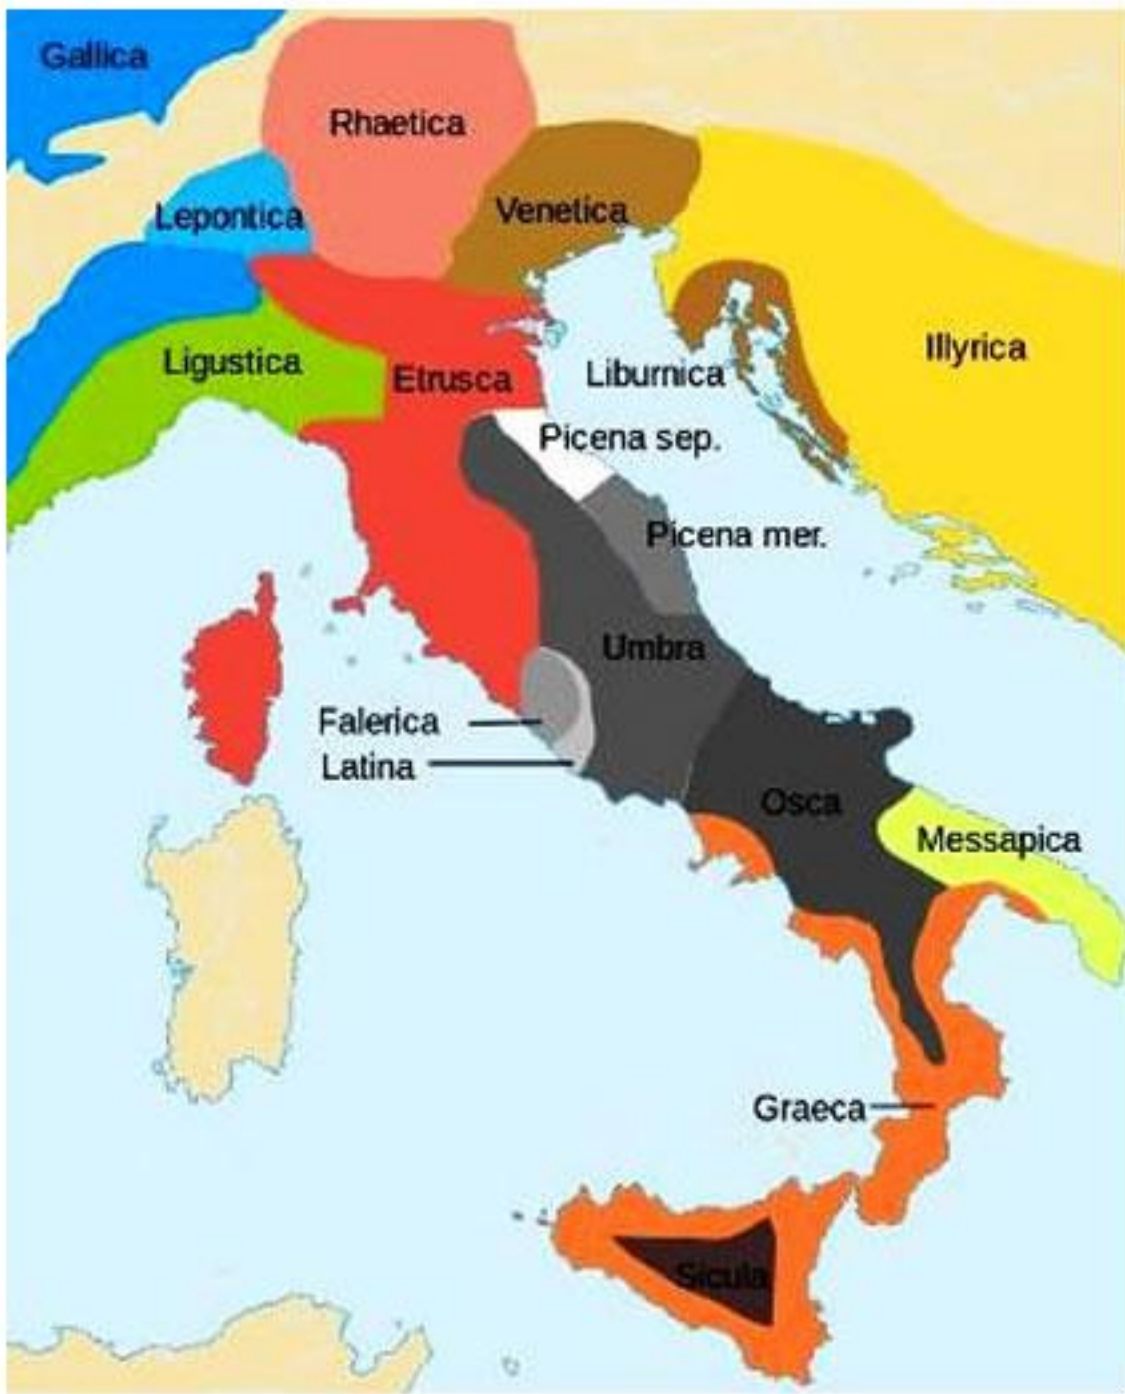 Gallica
Rhaetica
Lepontica
Venetica
Illyrica
Ligustica
Etrusca
Liburnica
Picena sep.
Picena mer.
Umbra
Falerica
Latina
Osca
Messapica
Graeca
Sicula